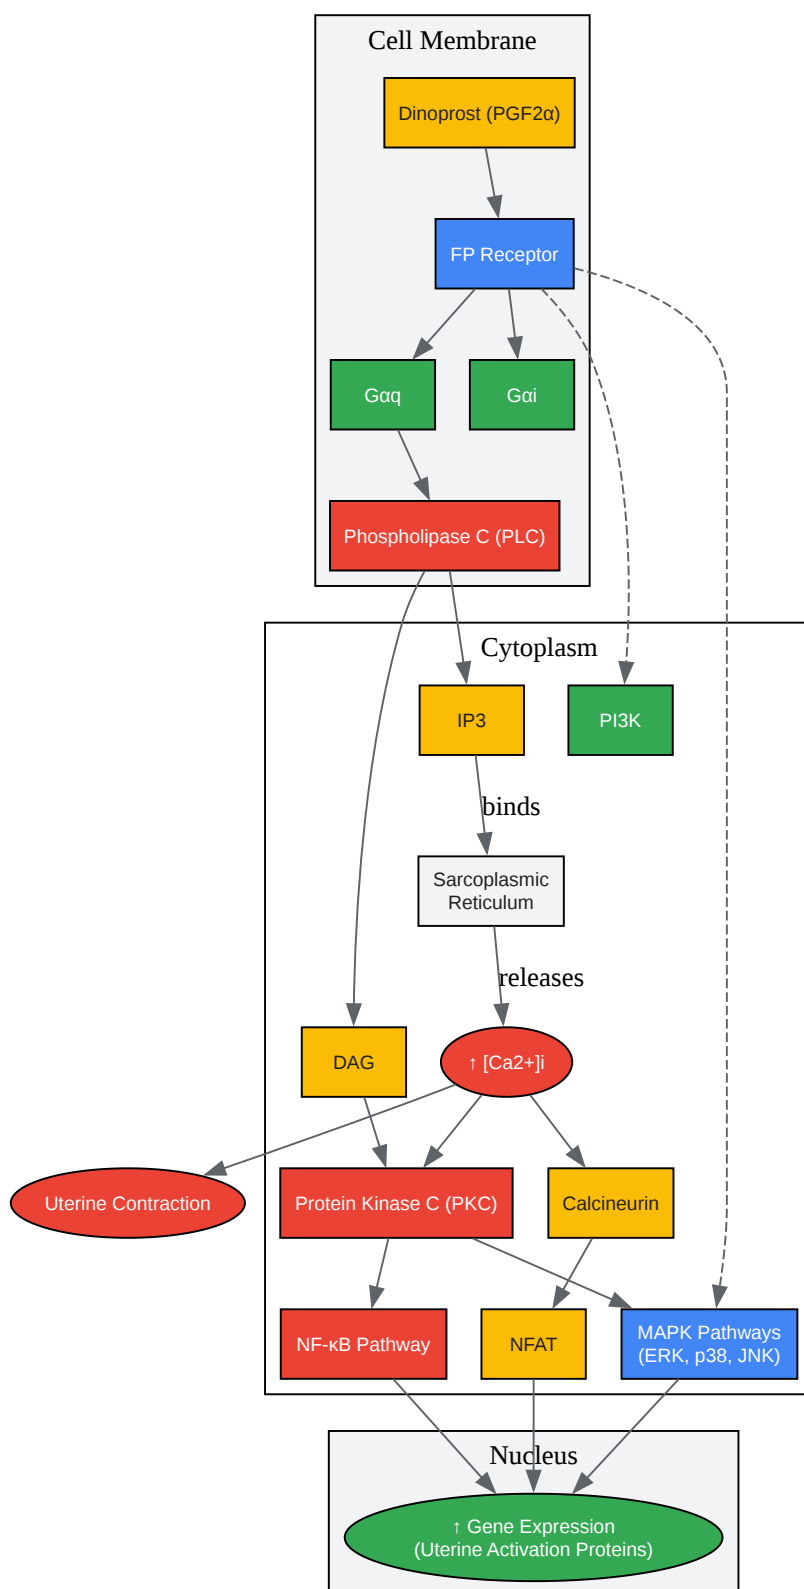 Cell Membrane
Dinoprost (PGF2α)
FP Receptor
Gαq
Gαi
Phospholipase C (PLC)
Cytoplasm
IP3
PI3K
binds
Sarcoplasmic
Reticulum
releases
DAG
↑ [Ca2+]i
Uterine Contraction
Protein Kinase C (PKC)
Calcineurin
NF-κB Pathway
NFAT
MAPK Pathways
(ERK, p38, JNK)
Nucleus
↑ Gene Expression
(Uterine Activation Proteins)